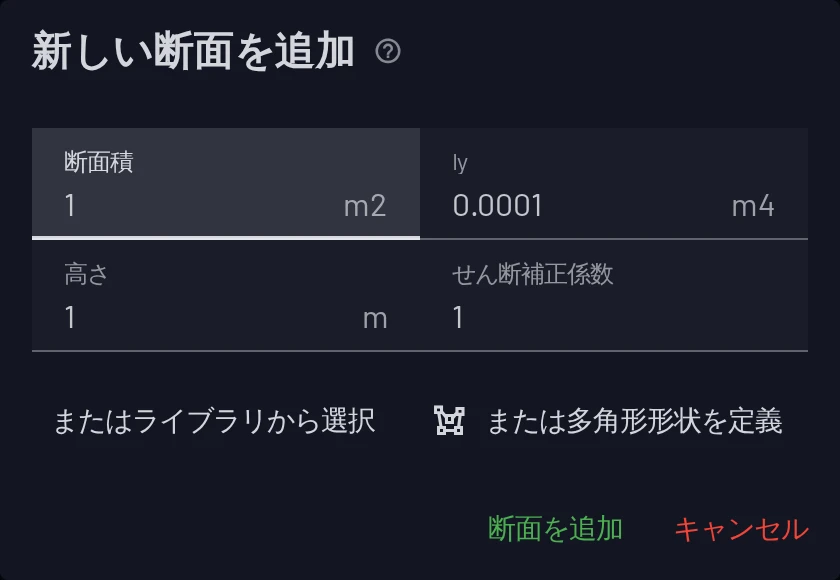 新しい断面を追加
断面積
1 m2
Iy
0.0001 m4
高さ
1 m
せん断補正係数
1
またはライブラリから選択
または多角形形状を定義
断面を追加
キャンセル